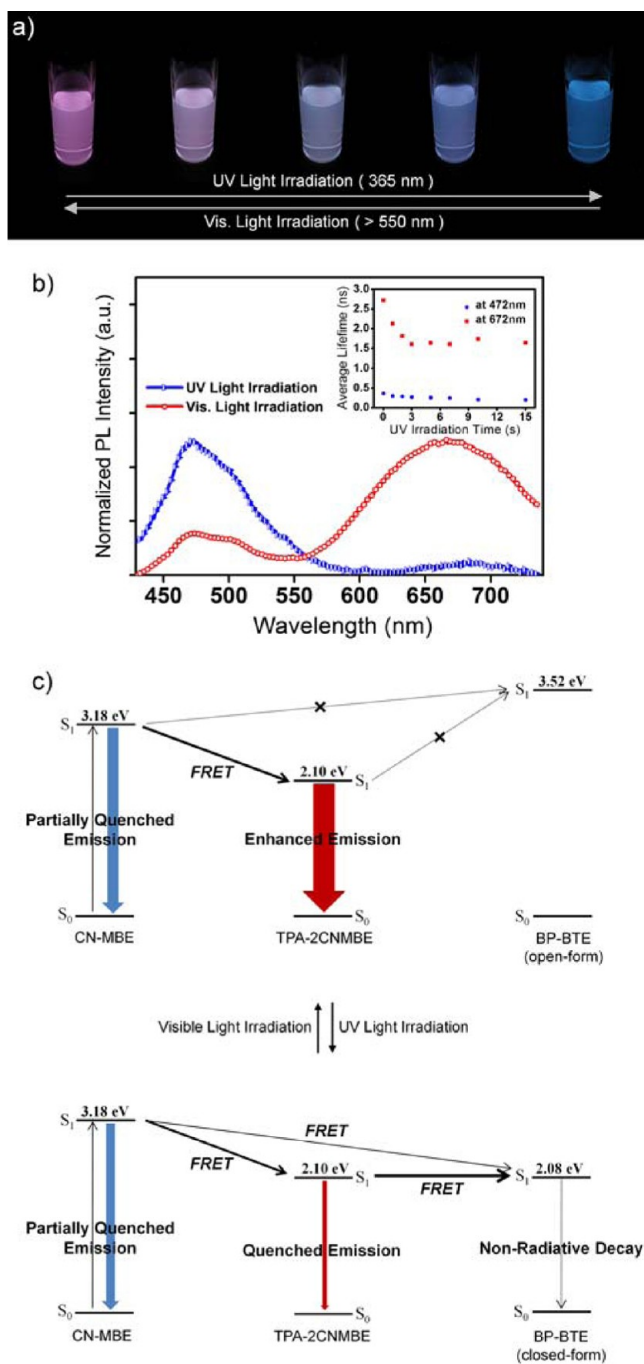 a)
UV Light Irradiation ( 365 nm )
Vis. Light Irradiation ( > 550 nm )
b)
Normalized PL Intensity (a.u.)
UV Light Irradiation
Vis. Light Irradiation
Average Lifetime (ns)
3.0
2.5
2.0
1.5
1.0
0.5
0.0
at 472nm
at 672nm
0 3 6 9 12 15
UV Irradiation Time (s)
450 500 550 600 650 700
Wavelength (nm)
c)
S1 3.18 eV
3.52 eV
S1
FRET
2.10 eV
S1
Partially Quenched
Emission
Enhanced Emission
S0
S0
S0
CN-MBE
TPA-2CNMBE
BP-BTE
(open-form)
Visible Light Irradiation
UV Light Irradiation
S1 3.18 eV
FRET
FRET
2.10 eV
S1
FRET
2.08 eV
S1
Partially Quenched
Emission
Quenched Emission
Non-Radiative Decay
S0
S0
S0
CN-MBE
TPA-2CNMBE
BP-BTE
(closed-form)